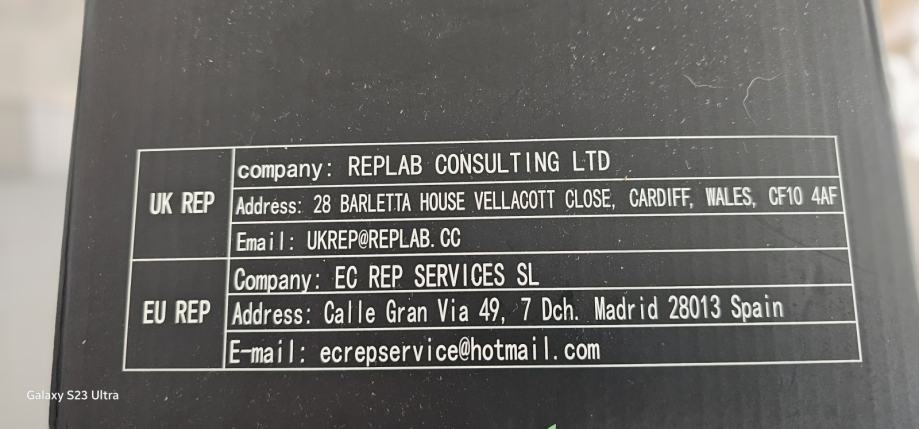 UK REP
company: REPLAB CONSULTING LTD
Address: 28 BARLETTA HOUSE VELLACOTT CLOSE, CARDIFF, WALES, CF10 4AF
Email: UKREP@REPLAB.CC
EU REP
Company: EC REP SERVICES SL
Address: Calle Gran Via 49, 7 Dch. Madrid 28013 Spain
E-mail: ecrepservice@hotmail.com
Galaxy S23 Ultra